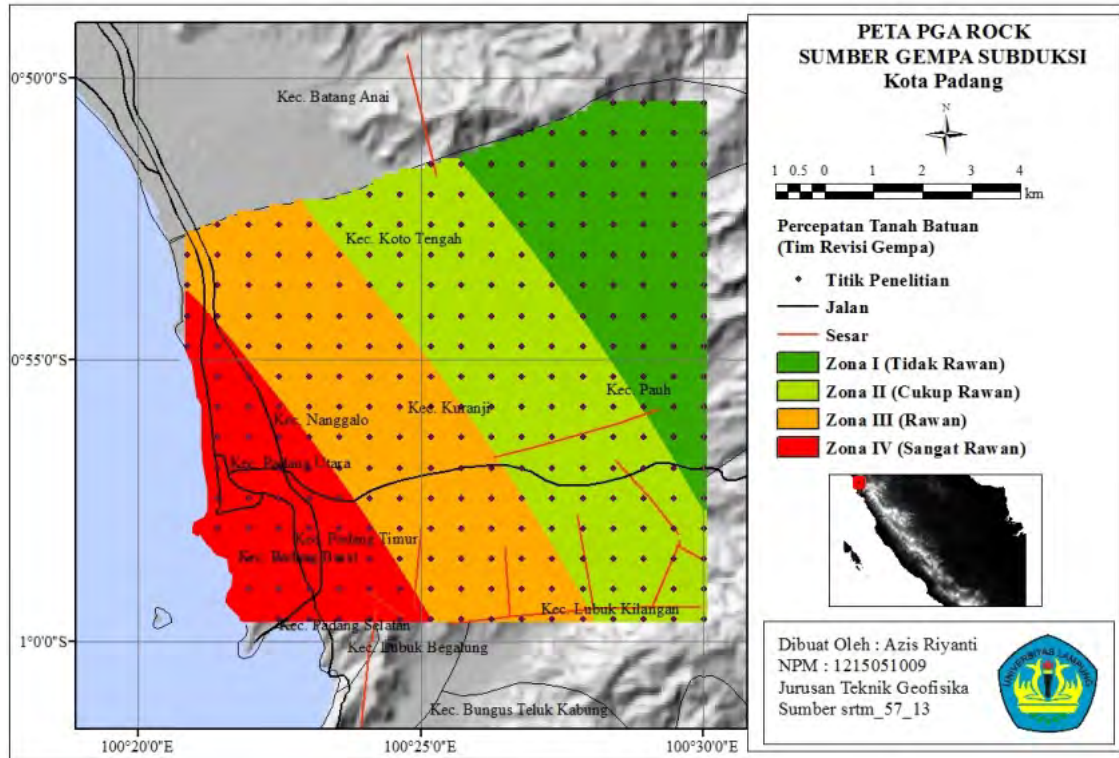 0°50'0"S
0°55'0"S
1°0'0"S
100°20'0"E
100°25'0"E
100°30'0"E
Kec. Batang Anai
Kec. Koto Tengah
Kec. Pauh
Kec. Kuranji
Kec. Nanggalo
Kec. Padang Utara
Kec. Padang Timur
Kec. Padang Barat
Kec. Lubuk Kilangan
Kec. Padang Selatan
Kec. Lubuk Begalung
Kec. Bungus Teluk Kabung
PETA PGA ROCK
SUMBER GEMPA SUBDUKSI
Kota Padang
N
1 0.5 0 1 2 3 4
km
Percepatan Tanah Batuan
(Tim Revisi Gempa)
Titik Penelitian
Jalan
Sesar
Zona I (Tidak Rawan)
Zona II (Cukup Rawan)
Zona III (Rawan)
Zona IV (Sangat Rawan)
Dibuat Oleh : Azis Riyanti
NPM : 1215051009
Jurusan Teknik Geofisika
Sumber srtm_57_13
UNIVERSITAS LAMPUNG